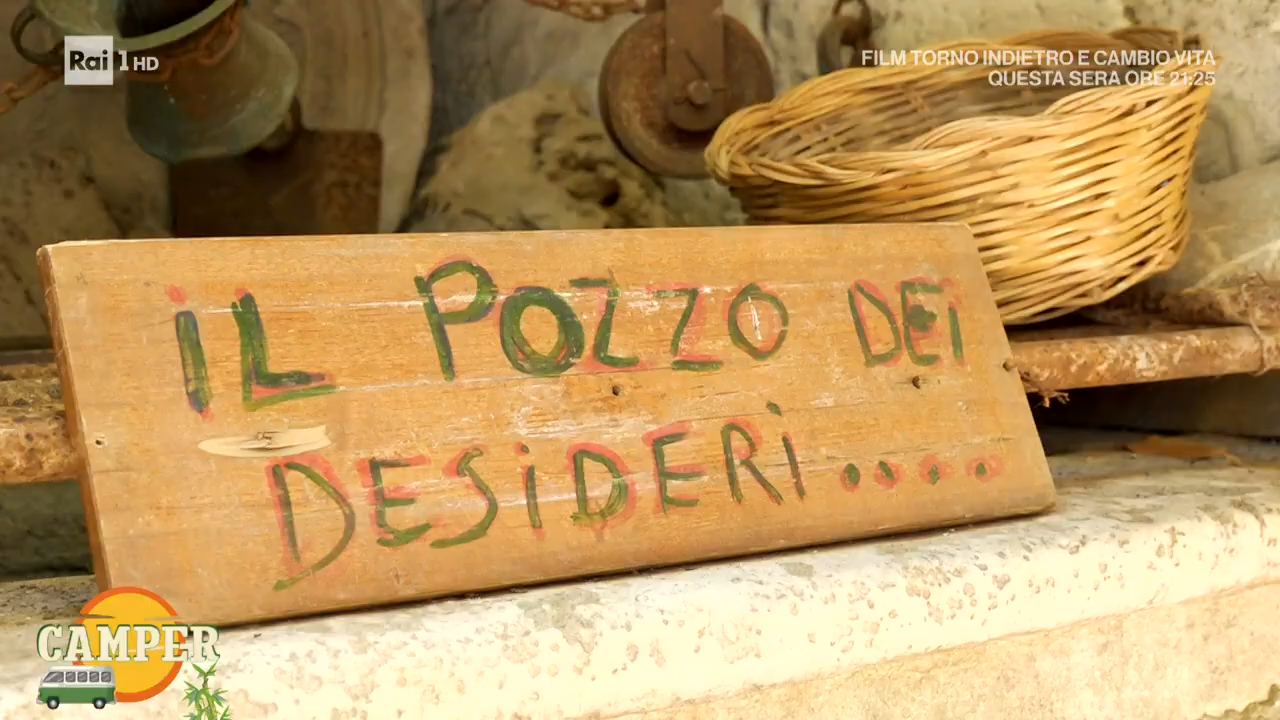 Rai 1 HD
FILM TORNO INDIETRO E CAMBIO VITA
QUESTA SERA ORE 21:25
iL POZZO DEi
DESiDERi....
CAMPER